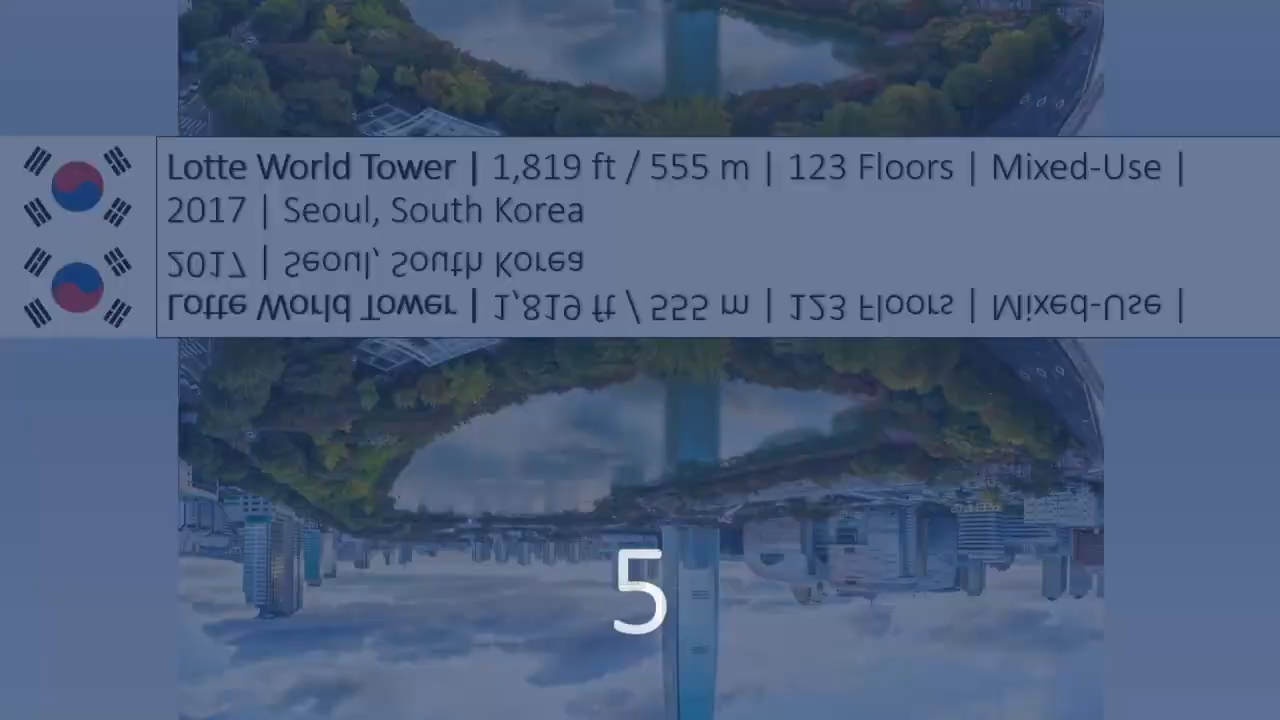 Lotte World Tower | 1,819 ft / 555 m | 123 Floors | Mixed-Use |
2017 | Seoul, South Korea
2017 | Seoul, South Korea
Lotte World Tower | 1,819 ft / 555 m | 123 Floors | Mixed-Use |
5